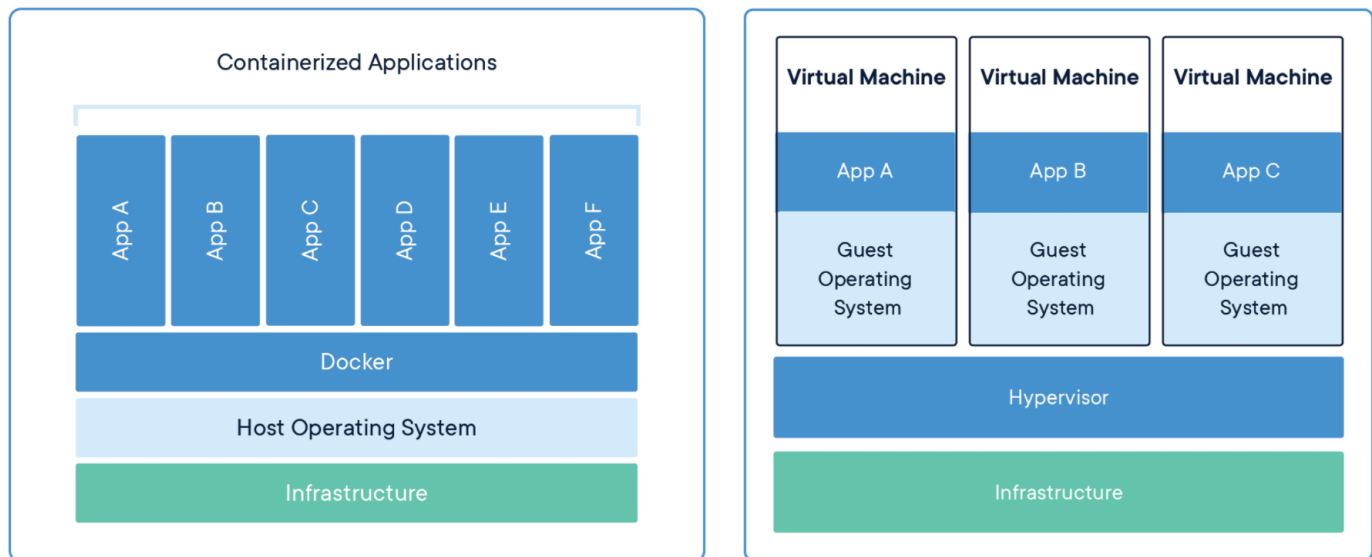 Containerized Applications
App A
App B
App C
App D
App E
App F
Docker
Host Operating System
Infrastructure
Virtual Machine
App A
Guest
Operating
System
Virtual Machine
App B
Guest
Operating
System
Virtual Machine
App C
Guest
Operating
System
Hypervisor
Infrastructure